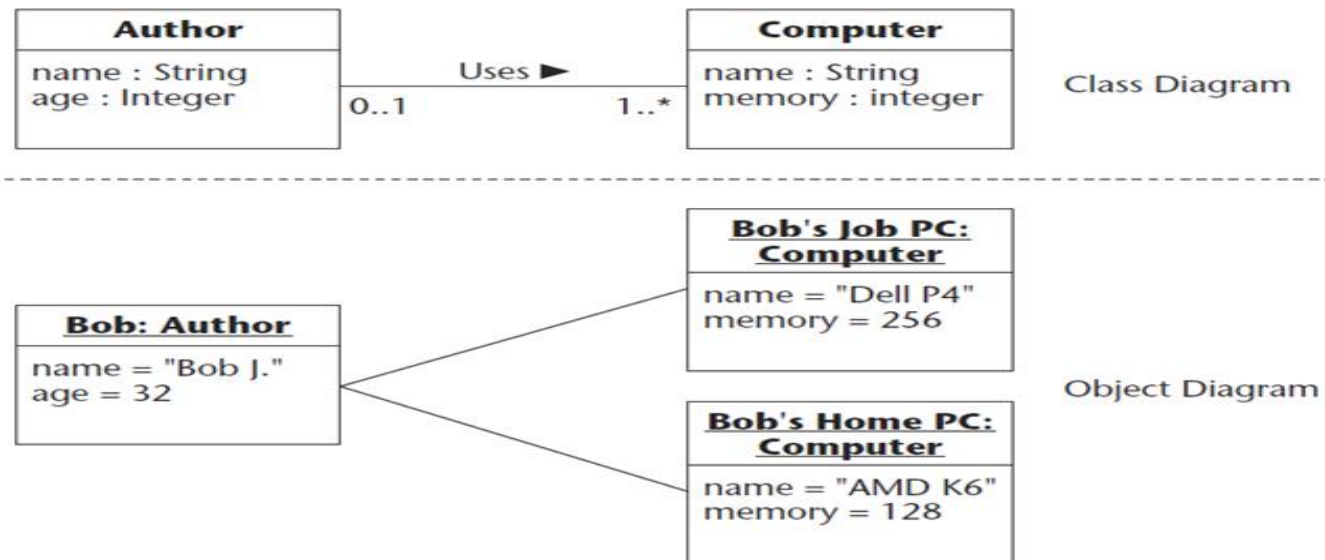 Author
name : String
age : Integer
Uses ►
0..1
1..*
Computer
name : String
memory : integer
Class Diagram
Bob: Author
name = "Bob J."
age = 32
Bob's Job PC:
Computer
name = "Dell P4"
memory = 256
Bob's Home PC:
Computer
name = "AMD K6"
memory = 128
Object Diagram